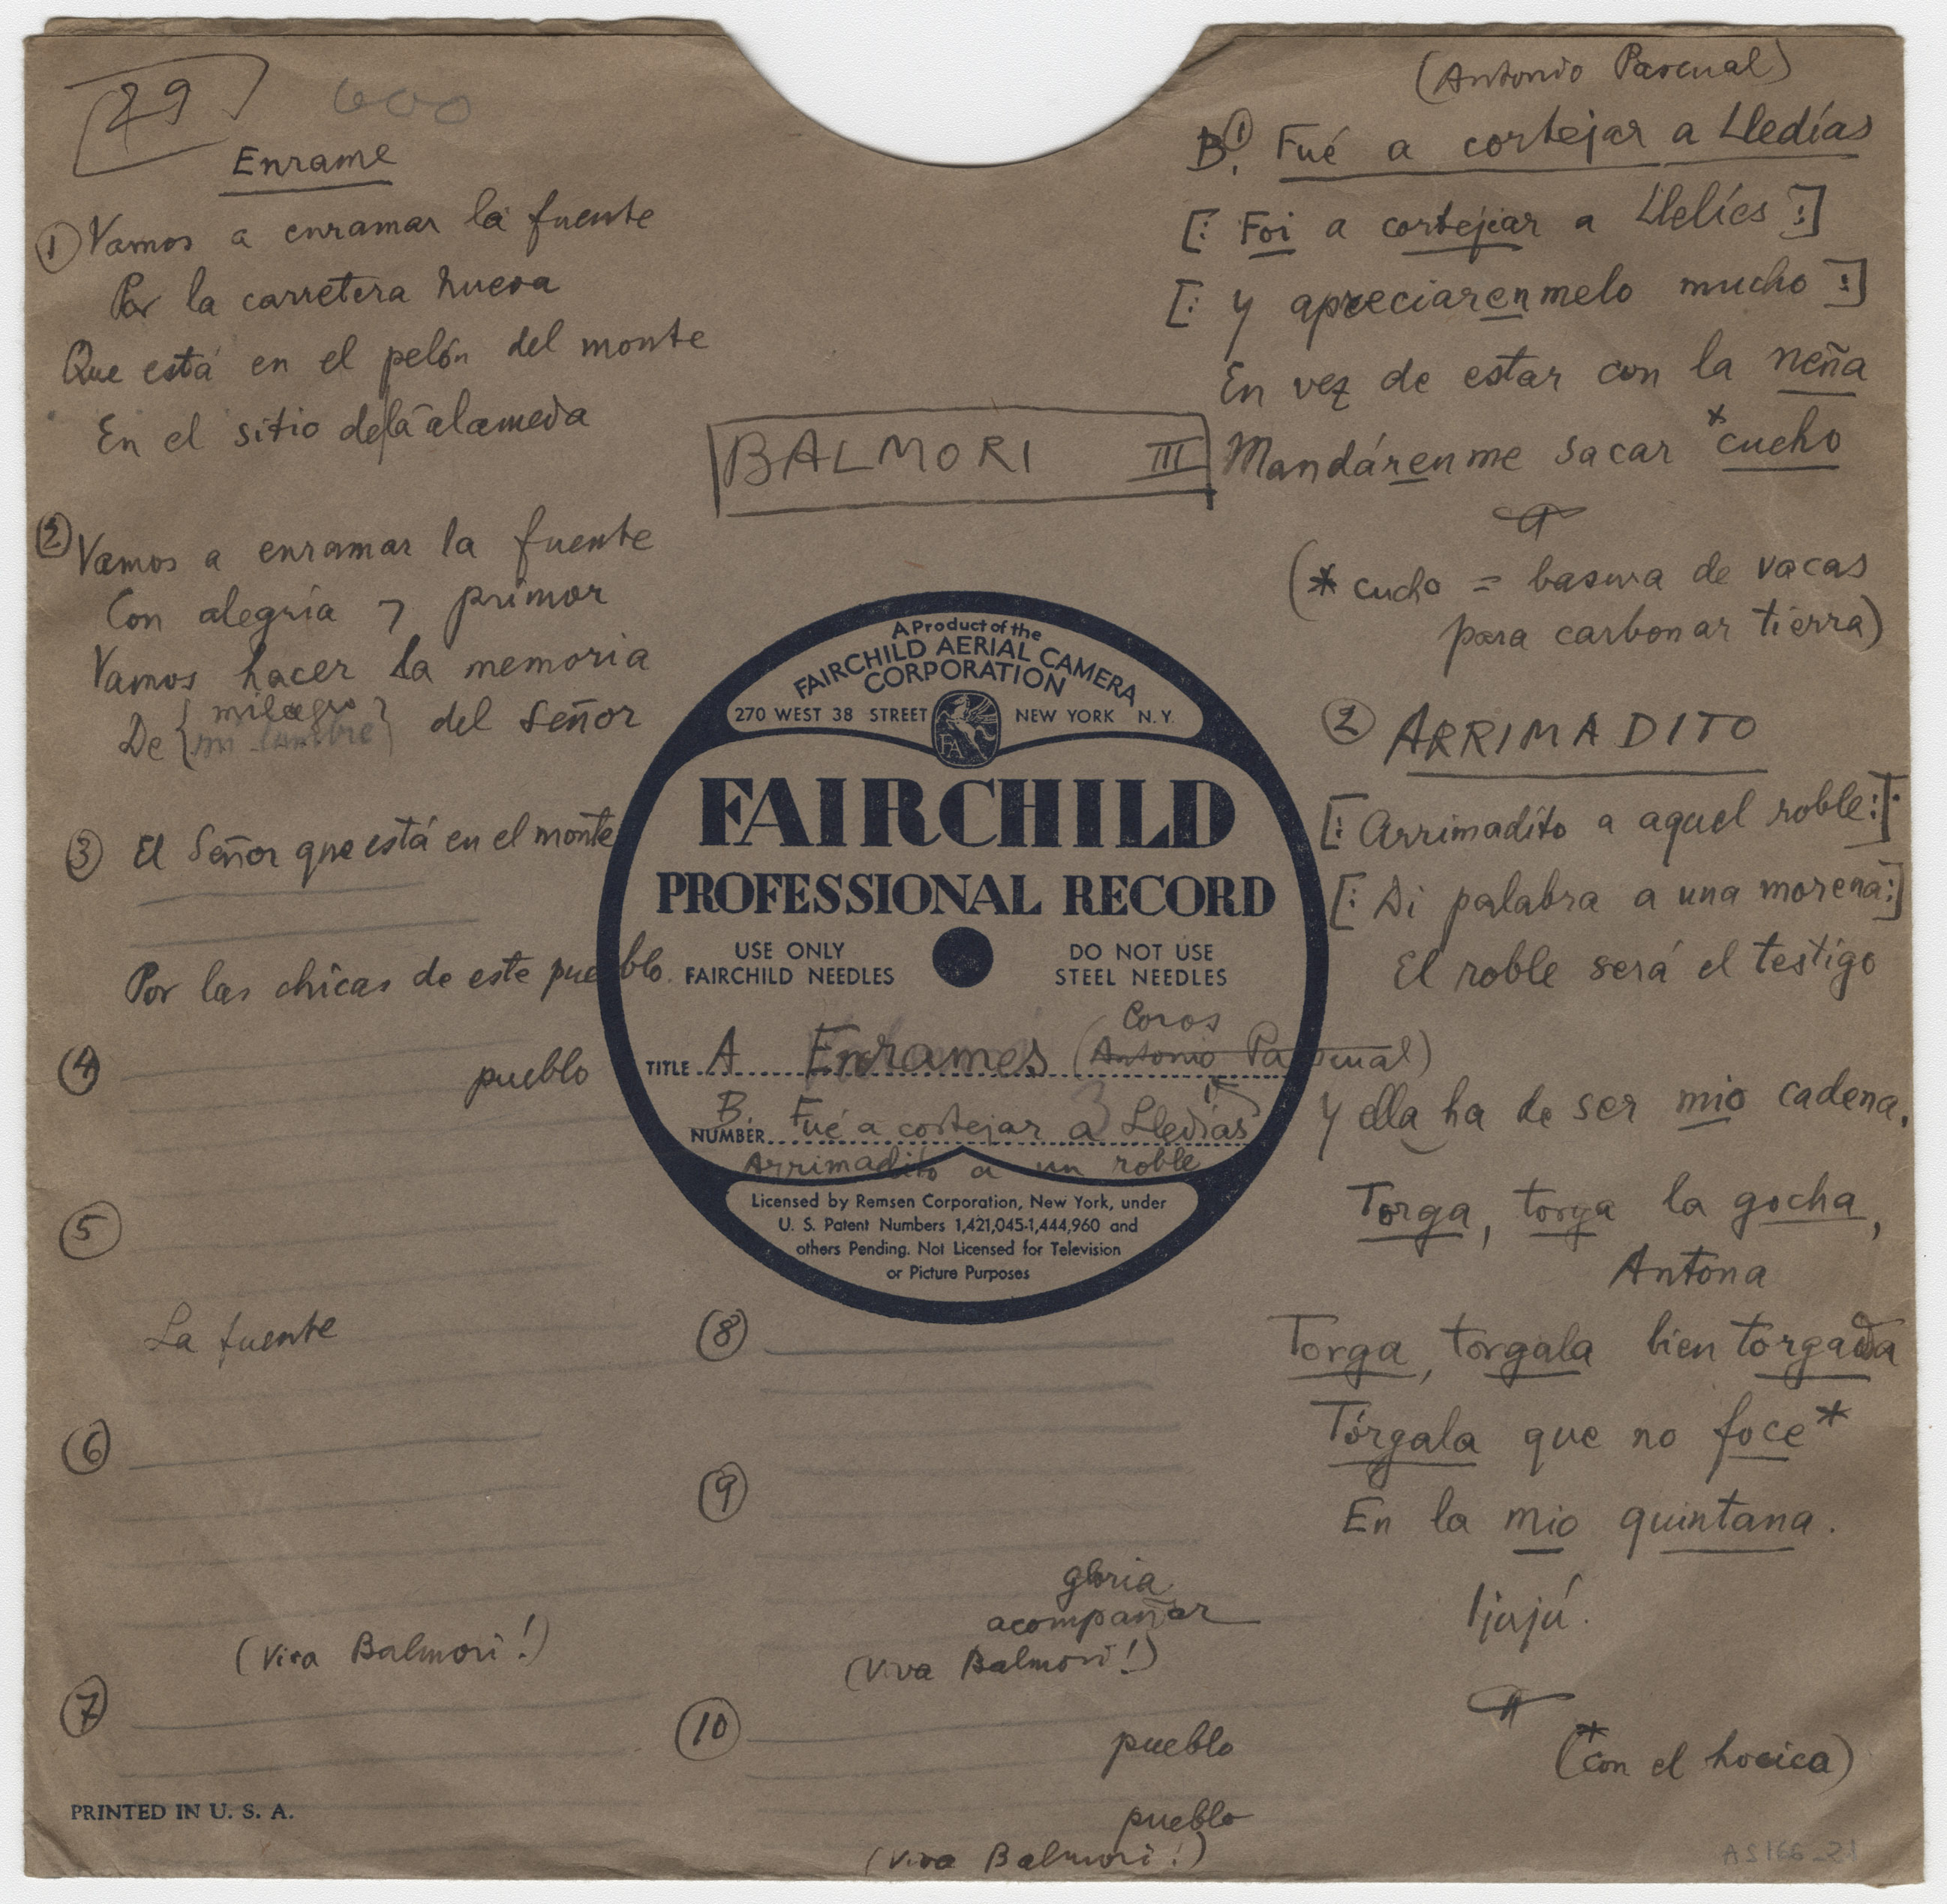 29
600
Enrame
① Vamos a enramar la fuente
Por la carretera nueva
Que está en el pelón del monte
En el sitio de la alameda
② Vamos a enramar la fuente
Con alegría y primor
Vamos hacer la memoria
De { milagro } del Señor
③ El Señor que está en el monte
Por las chicas de este pueblo.
④
pueblo
⑤
La fuente
⑥
(Viva Balmori!)
⑦
PRINTED IN U. S. A.
BALMORI III
A Product of the
FAIRCHILD AERIAL CAMERA
CORPORATION
270 WEST 38 STREET NEW YORK N.Y.
FA
FAIRCHILD
PROFESSIONAL RECORD
USE ONLY
FAIRCHILD NEEDLES
DO NOT USE
STEEL NEEDLES
Coros
TITLE A Enrames (Antonio Pascual)
B. Fué a cortejar a Lledías
NUMBER
3
Arrimadito a un roble
Licensed by Remsen Corporation, New York, under
U. S. Patent Numbers 1,421,045-1,444,960 and
others Pending. Not Licensed for Television
or Picture Purposes
⑧
⑨
gloria
acompañar
(Viva Balmori!)
⑩
pueblo
pueblo
(Viva Balmori!)
(Antonio Pascual)
B. ① Fué a cortejar a Lledías
[: Foi a cortejiar a Llelíes :]
[: Y apreciarenmelo mucho :]
En vez de estar con la neña
Mandárenme sacar *cucho
(* cucho = basura de vacas
para carbonar tierra)
② ARRIMADITO
[: Arrimadito a aquel roble :]
[: Di palabra a una morena :]
El roble será el testigo
Y ella ha de ser mio cadena.
Torga, torga la gocha,
Antona
Torga, torgala bien torgada
Tórgala que no foce*
En la mio quintana.
Ijujú.
(*con el hocica)
AS166_21